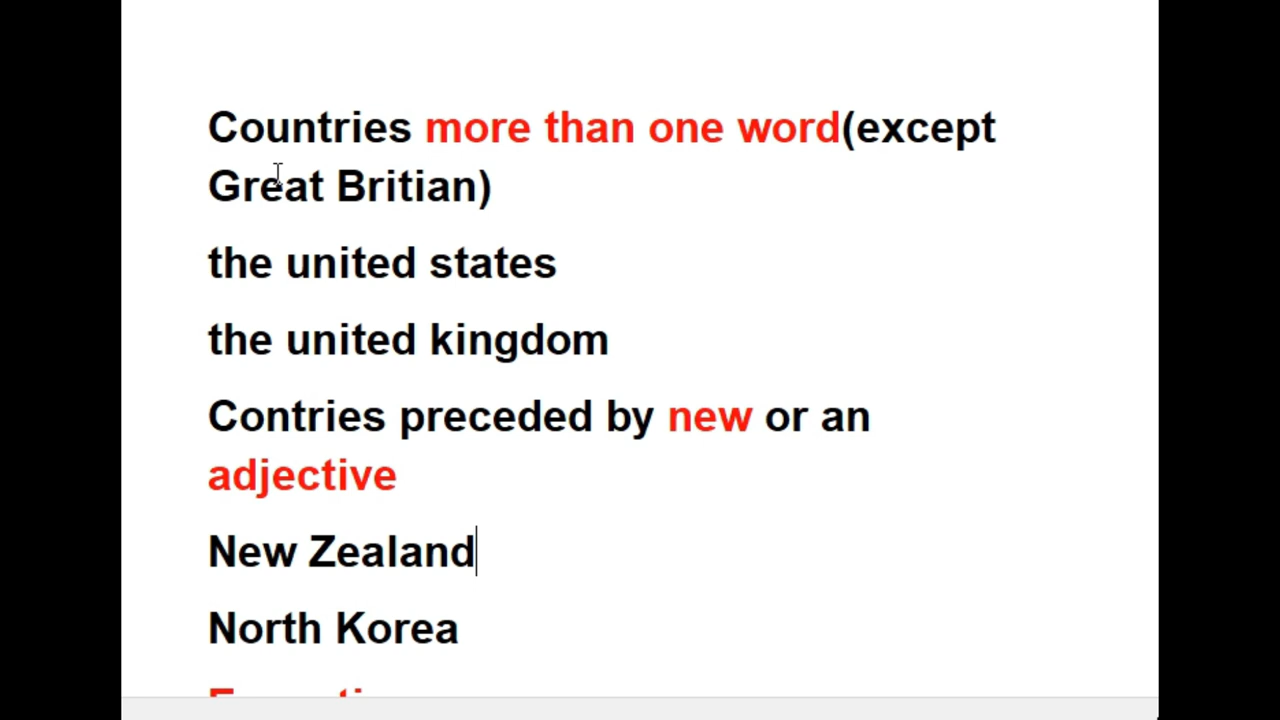 Countries more than one word(except
Great Britian)
the united states
the united kingdom
Contries preceded by new or an
adjective
New Zealand
North Korea